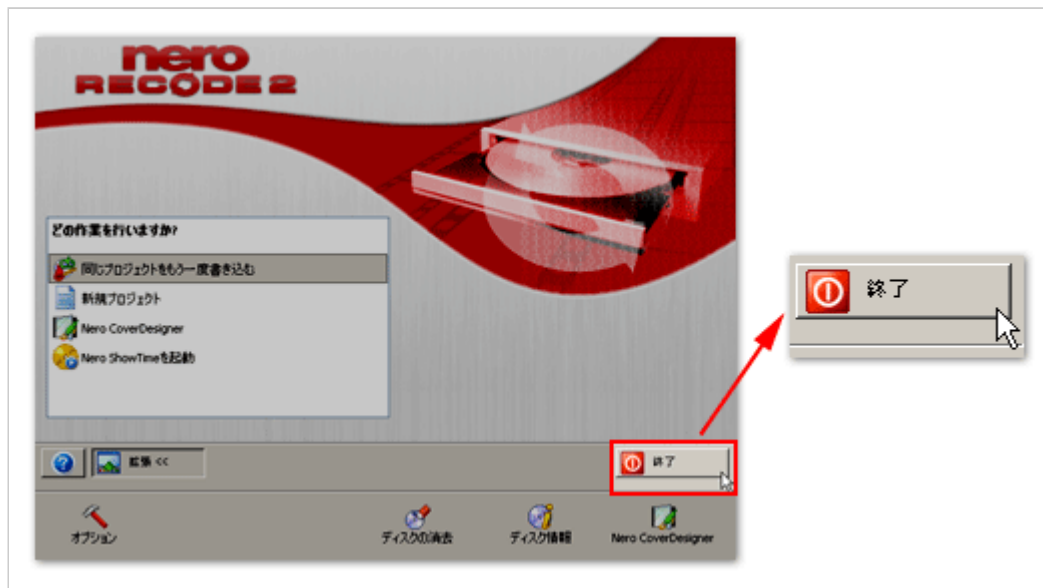 nero
RECODE 2
どの作業を行いますか?
同じプロジェクトをもう一度書き込む
新規プロジェクト
Nero CoverDesigner
Nero ShowTimeを起動
拡張 <<
終了
終了
オプション
ディスクの消去
ディスク情報
Nero CoverDesigner